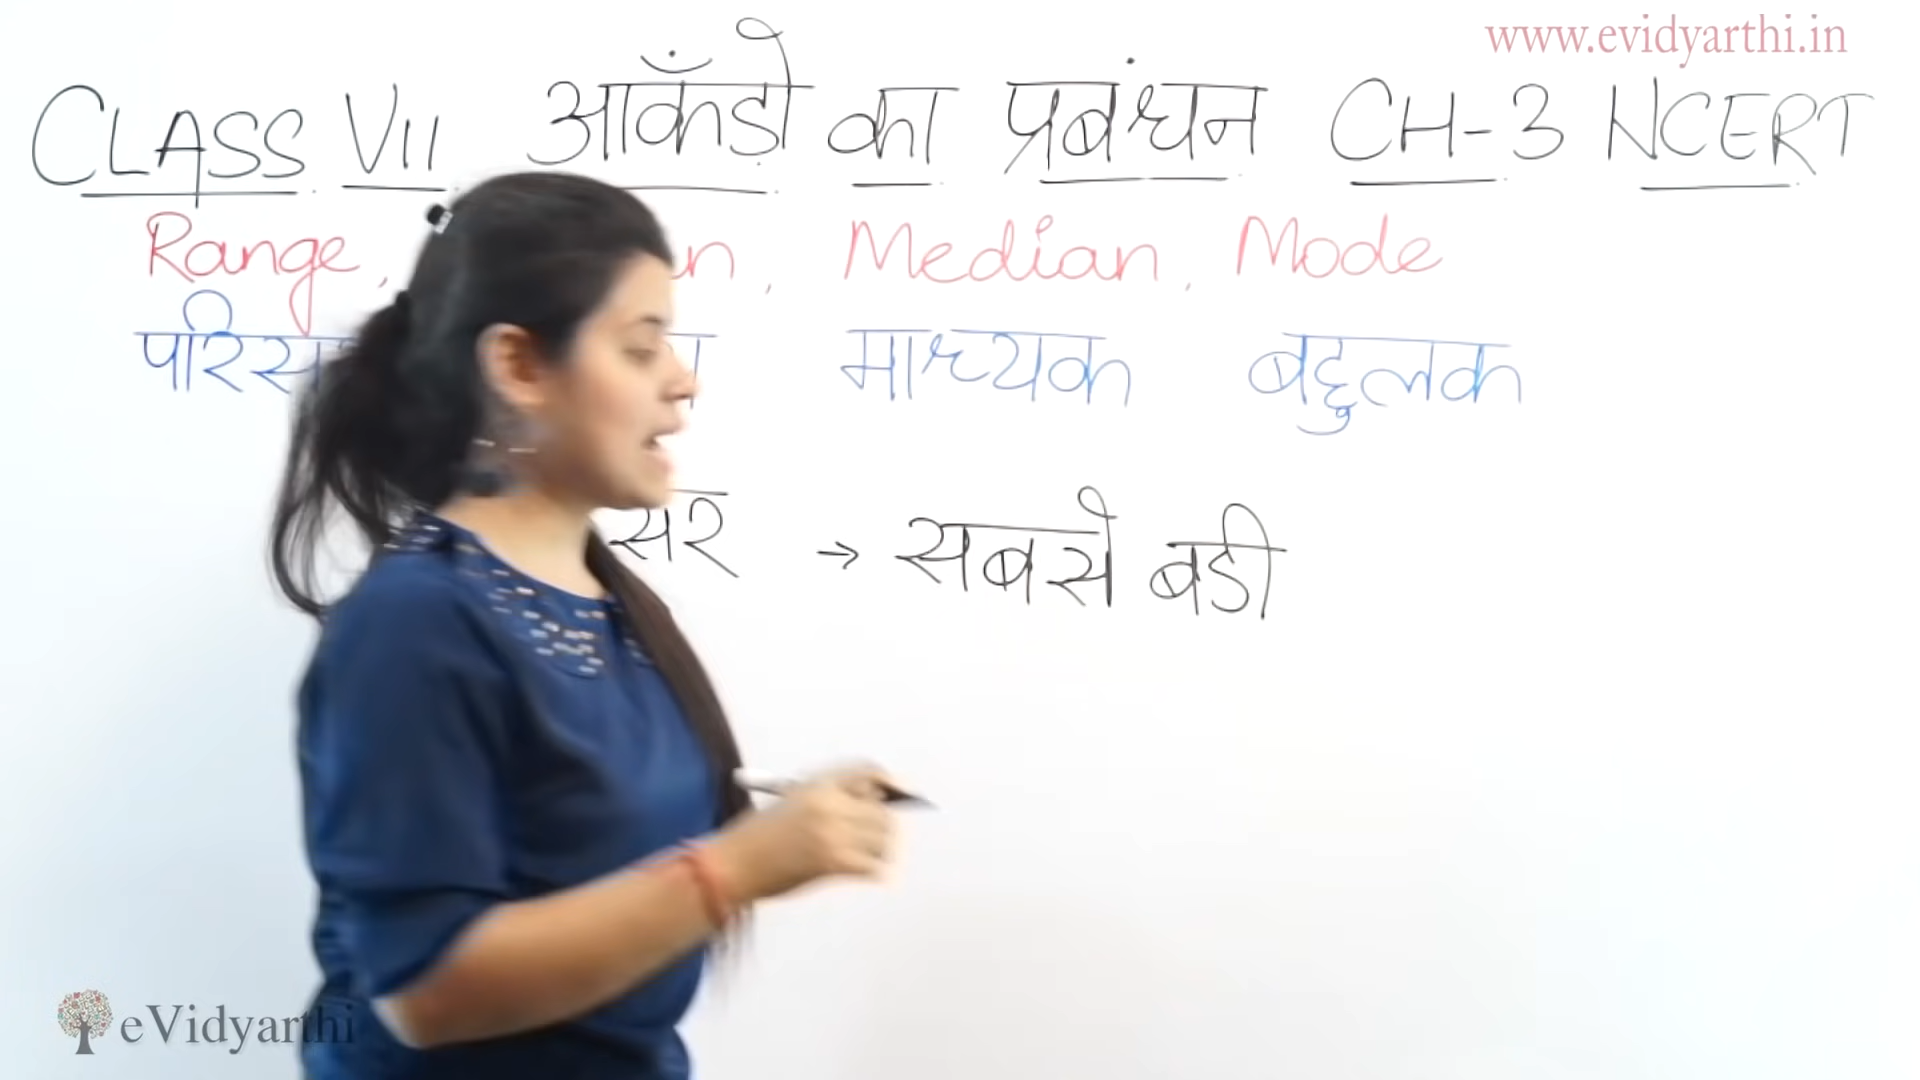 www.evidyarthi.in
CLASS VII आँकड़ो का प्रबंधन CH-3 NCERT
Range, Median, Mode
माध्यक बहुलक
→ सबसे बडी
eVidyarthi